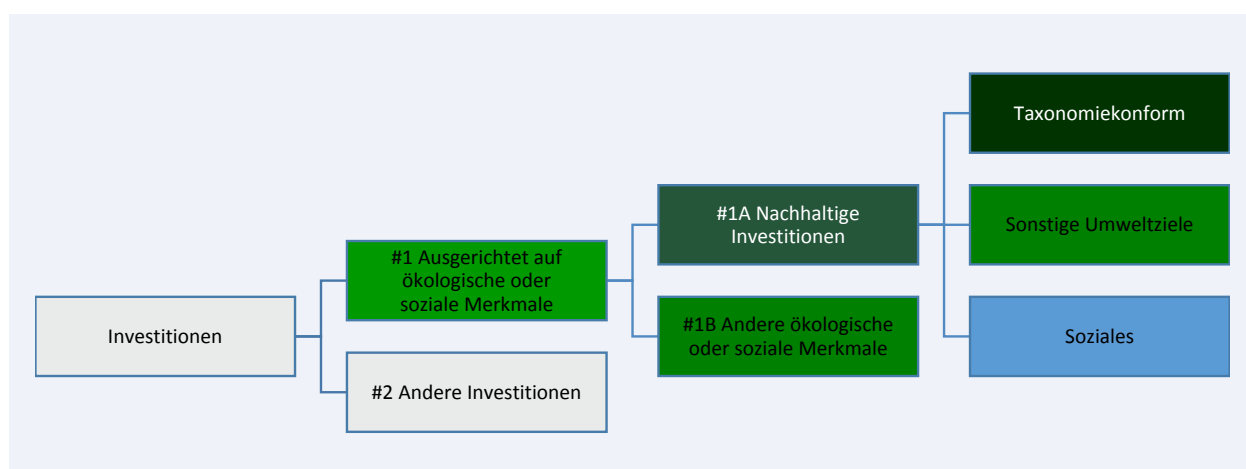 Investitionen
#1 Ausgerichtet auf
ökologische oder
soziale Merkmale
#2 Andere Investitionen
#1A Nachhaltige
Investitionen
#1B Andere ökologische
oder soziale Merkmale
Taxonomiekonform
Sonstige Umweltziele
Soziales